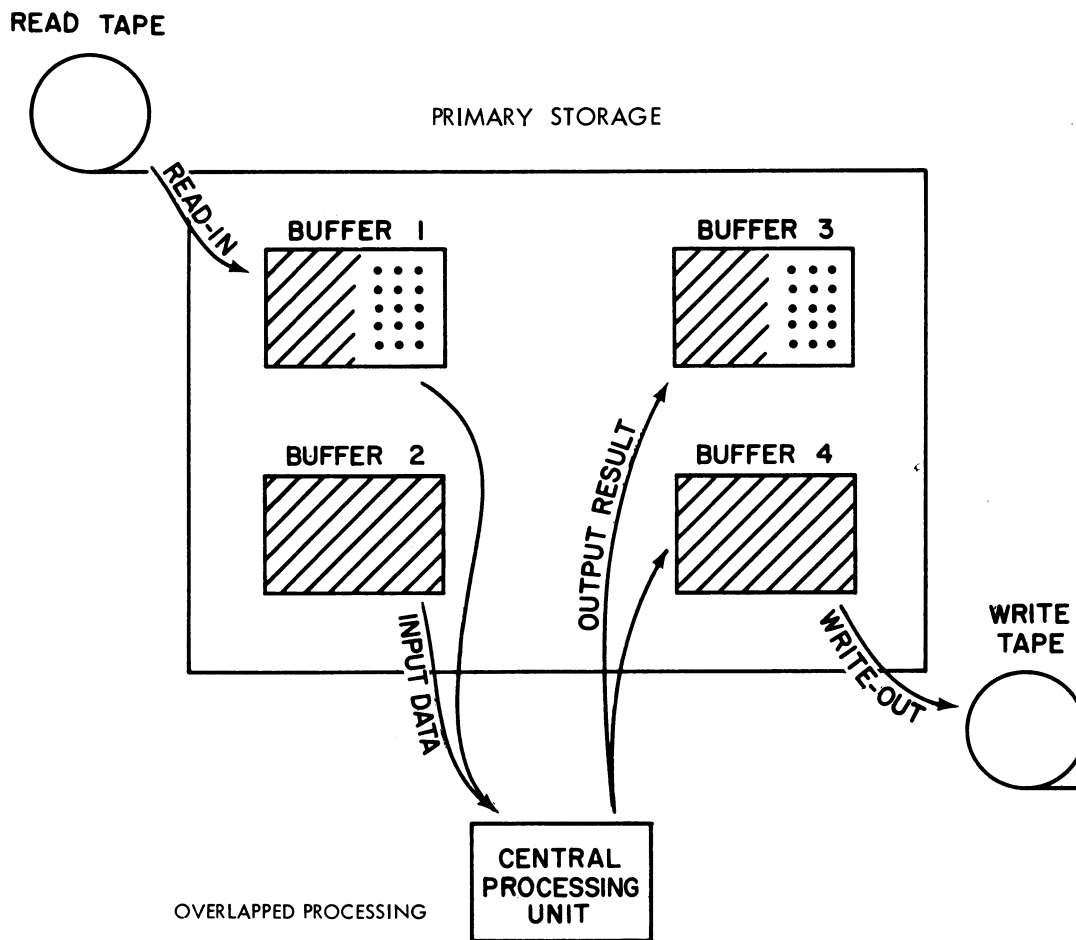 READ TAPE
PRIMARY STORAGE
READ-IN
BUFFER 1
BUFFER 3
BUFFER 2
BUFFER 4
OUTPUT RESULT
INPUT DATA
WRITE-OUT
WRITE
TAPE
CENTRAL
PROCESSING
UNIT
OVERLAPPED PROCESSING